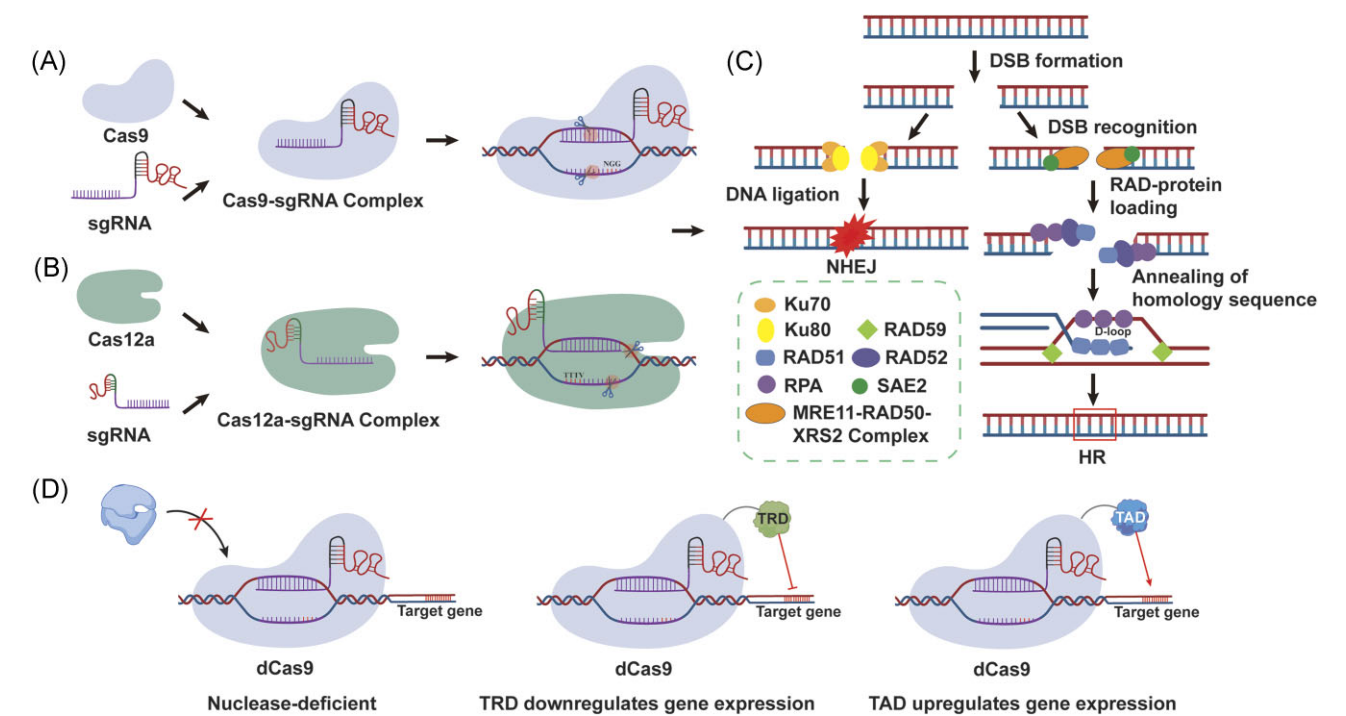 (A)
Cas9
sgRNA
Cas9-sgRNA Complex
NGG
(B)
Cas12a
sgRNA
Cas12a-sgRNA Complex
TTTV
(C)
DSB formation
DSB recognition
DNA ligation
NHEJ
RAD-protein
loading
Annealing of
homology sequence
D-loop
HR
Ku70
Ku80
RAD59
RAD51
RAD52
RPA
SAE2
MRE11-RAD50-
XRS2 Complex
(D)
Target gene
dCas9
Nuclease-deficient
TRD
Target gene
dCas9
TRD downregulates gene expression
TAD
Target gene
dCas9
TAD upregulates gene expression